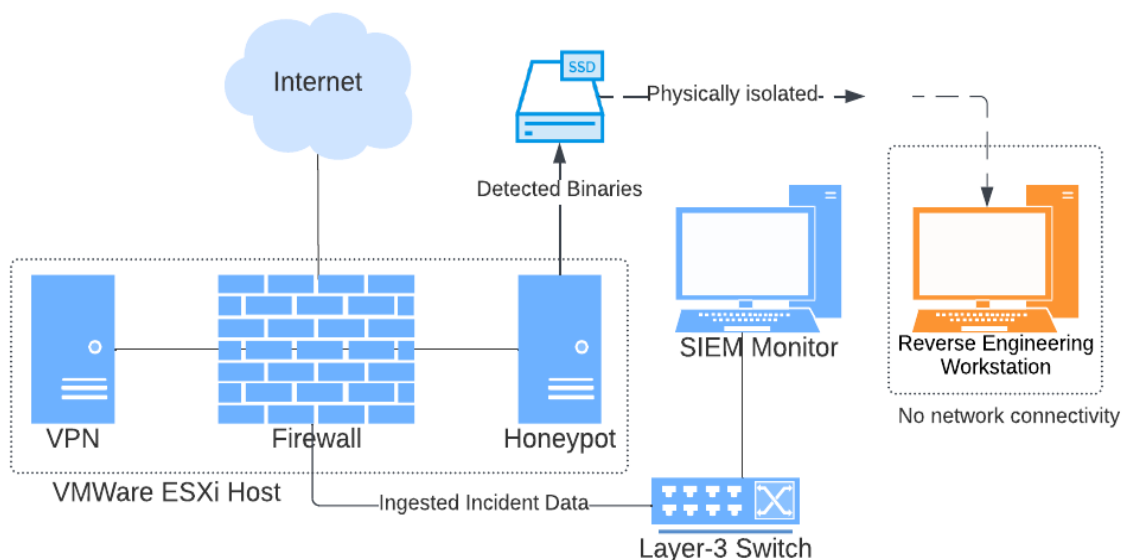 Internet
SSD
Physically isolated
Detected Binaries
SIEM Monitor
Reverse Engineering
Workstation
No network connectivity
VPN
Firewall
Honeypot
VMWare ESXi Host
Ingested Incident Data
Layer-3 Switch